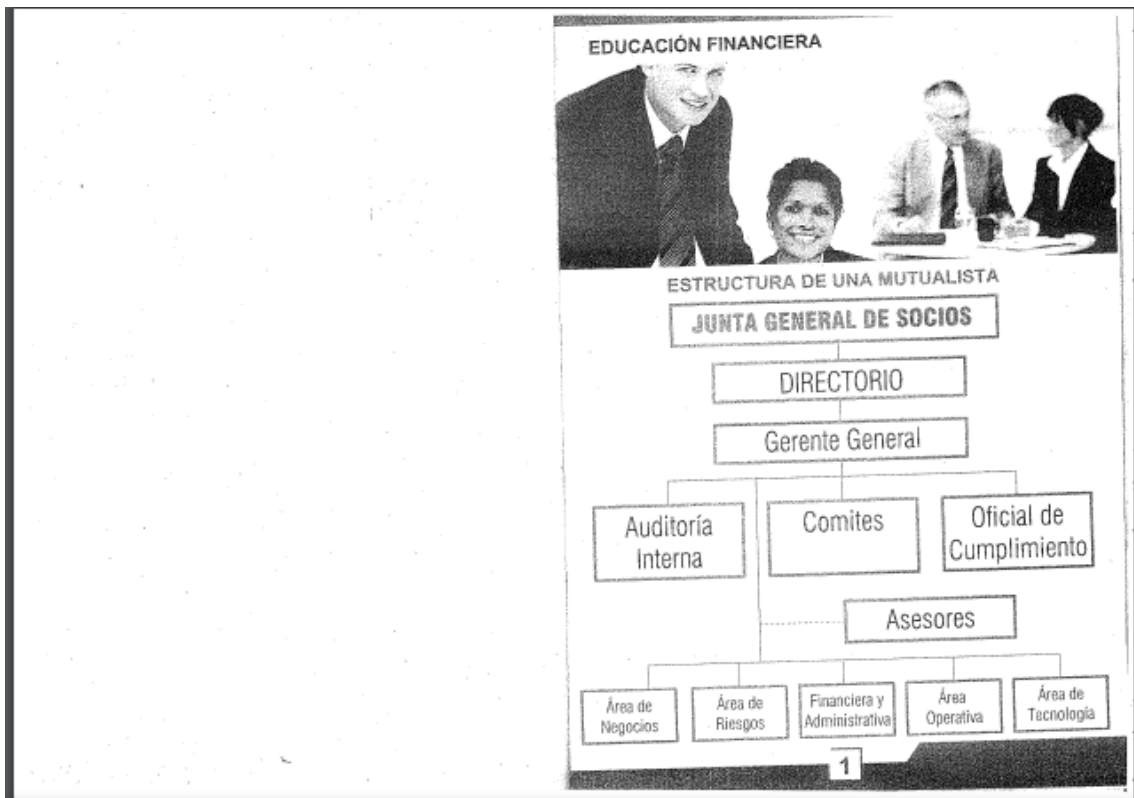 EDUCACIÓN FINANCIERA
ESTRUCTURA DE UNA MUTUALISTA
JUNTA GENERAL DE SOCIOS
DIRECTORIO
Gerente General
Auditoría
Interna
Comites
Oficial de
Cumplimiento
Asesores
Área de
Negocios
Área de
Riesgos
Financiera y
Administrativa
Área
Operativa
Área de
Tecnología
1